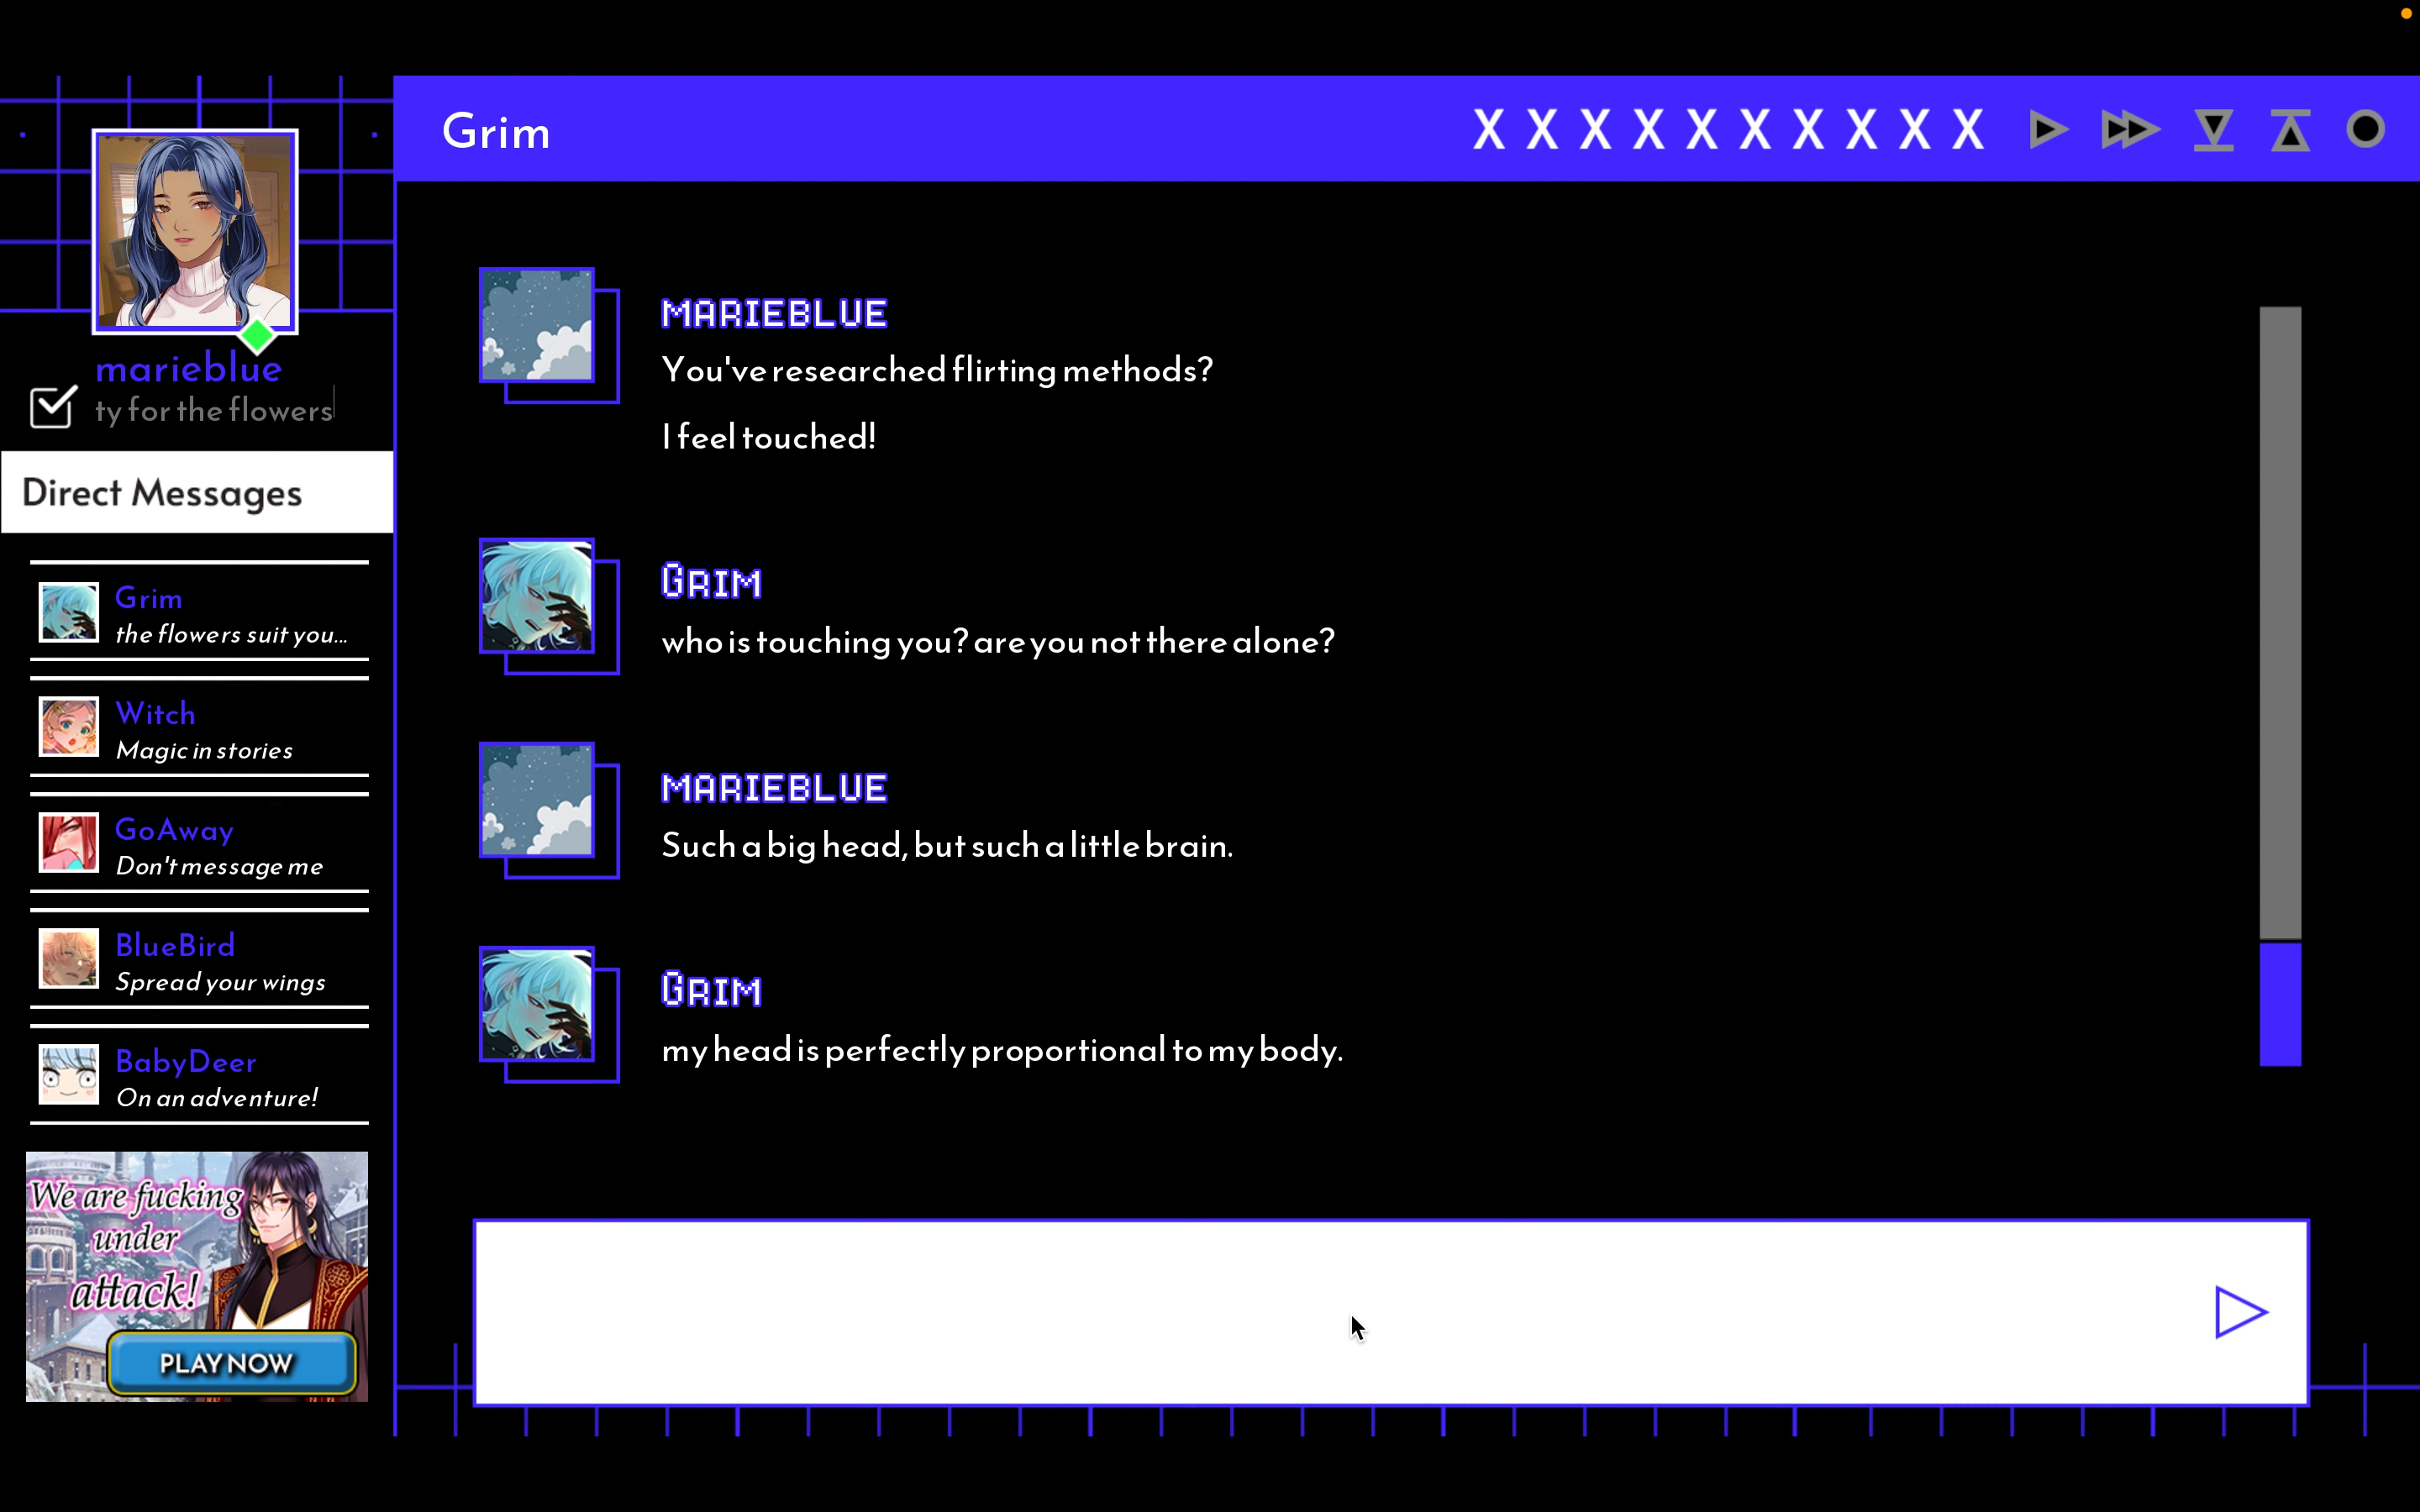 Grim
X X X X X X X X X X
marieblue
ty for the flowers
Direct Messages
Grim
the flowers suit you...
Witch
Magic in stories
GoAway
Don't message me
BlueBird
Spread your wings
BabyDeer
On an adventure!
We are fucking
under
attack!
PLAY NOW
MARIEBLUE
You've researched flirting methods?
I feel touched!
GRIM
who is touching you? are you not there alone?
MARIEBLUE
Such a big head, but such a little brain.
GRIM
my head is perfectly proportional to my body.